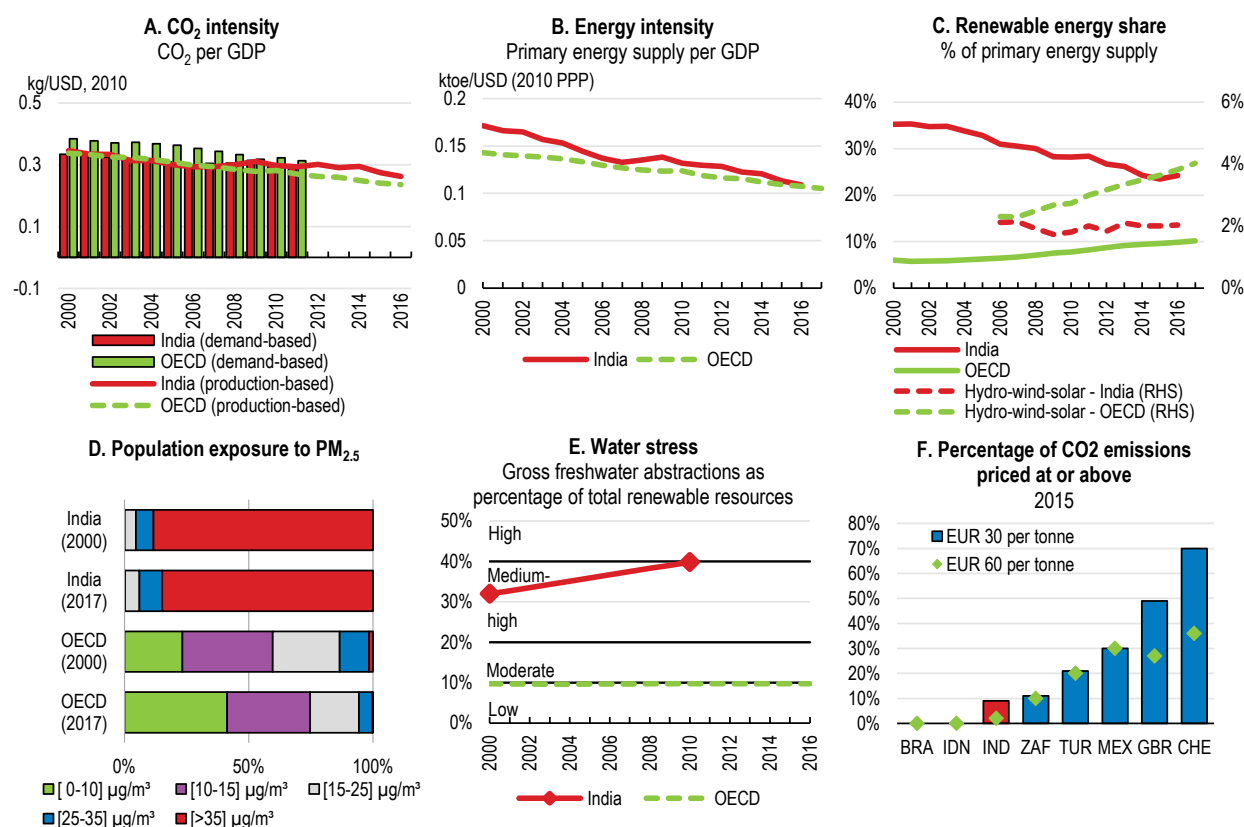 A. CO₂ intensity
CO₂ per GDP
kg/USD, 2010
0.5
0.3
0.1
-0.1
2000 2002 2004 2006 2008 2010 2012 2014 2016
India (demand-based)
OECD (demand-based)
India (production-based)
OECD (production-based)
B. Energy intensity
Primary energy supply per GDP
ktoe/USD (2010 PPP)
0.2
0.15
0.1
0.05
0
2000 2002 2004 2006 2008 2010 2012 2014 2016
India OECD
C. Renewable energy share
% of primary energy supply
40% 6%
30%
4%
20%
2%
10%
0% 0%
2000 2002 2004 2006 2008 2010 2012 2014 2016
India
OECD
Hydro-wind-solar - India (RHS)
Hydro-wind-solar - OECD (RHS)
D. Population exposure to PM₂.₅
India
(2000)
India
(2017)
OECD
(2000)
OECD
(2017)
0% 50% 100%
[ 0-10] µg/m³ [10-15] µg/m³ [15-25] µg/m³
[25-35] µg/m³ [>35] µg/m³
E. Water stress
Gross freshwater abstractions as
percentage of total renewable resources
50%
High
40%
Medium-
30%
high
20%
Moderate
10%
Low
0%
2000 2002 2004 2006 2008 2010 2012 2014 2016
India OECD
F. Percentage of CO2 emissions
priced at or above
2015
80%
70%
60%
50%
40%
30%
20%
10%
0%
EUR 30 per tonne
EUR 60 per tonne
BRA IDN IND ZAF TUR MEX GBR CHE